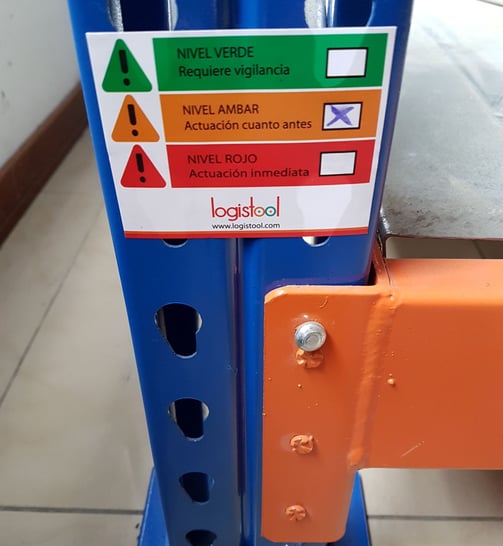 NIVEL VERDE
Requiere vigilancia
NIVEL AMBAR
Actuación cuanto antes
NIVEL ROJO
Actuación inmediata
logistool
www.logistool.com